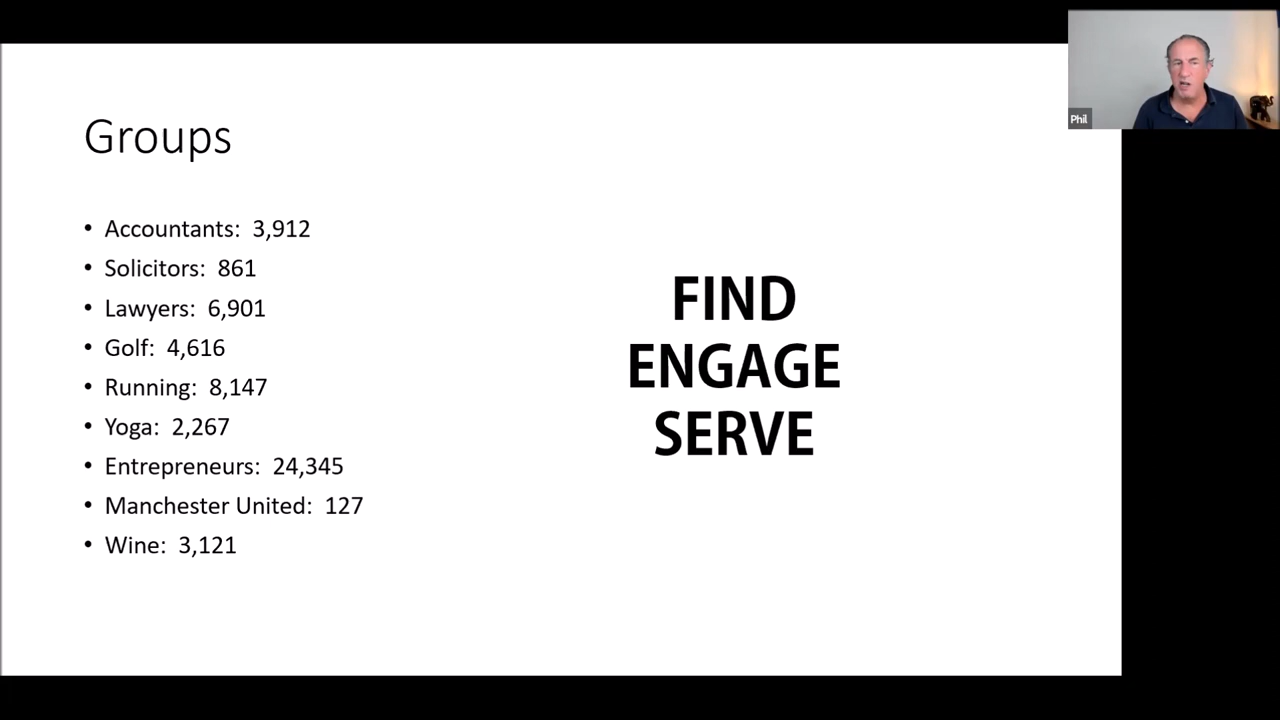 Groups
• Accountants: 3,912
• Solicitors: 861
• Lawyers: 6,901
• Golf: 4,616
• Running: 8,147
• Yoga: 2,267
• Entrepreneurs: 24,345
• Manchester United: 127
• Wine: 3,121
FIND
ENGAGE
SERVE
Phil